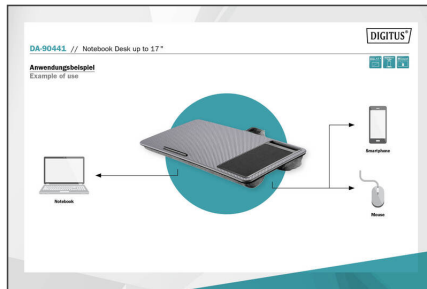 DIGITUS®
DA-90441 // Notebook Desk up to 17"
Anwendungsbeispiel
Example of use
Smartphone
Notebook
Mouse